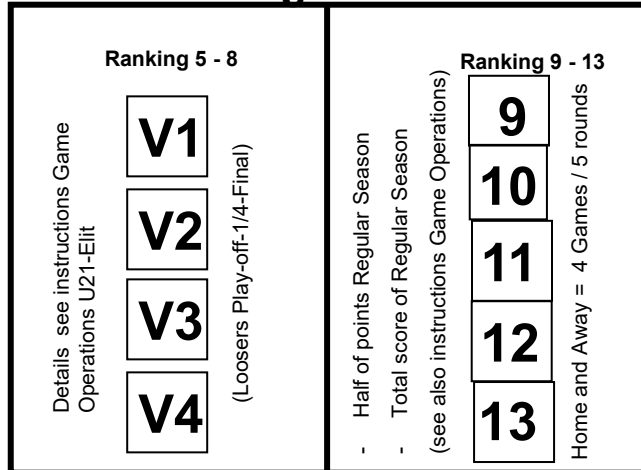 Ranking 5 - 8
Details see instructions Game
Operations U21-Elit
V1
V2
V3
V4
(Loosers Play-off-1/4-Final)
Ranking 9 - 13
- Half of points Regular Season
- Total score of Regular Season
(see also instructions Game Operations)
9
10
11
12
13
Home and Away = 4 Games / 5 rounds